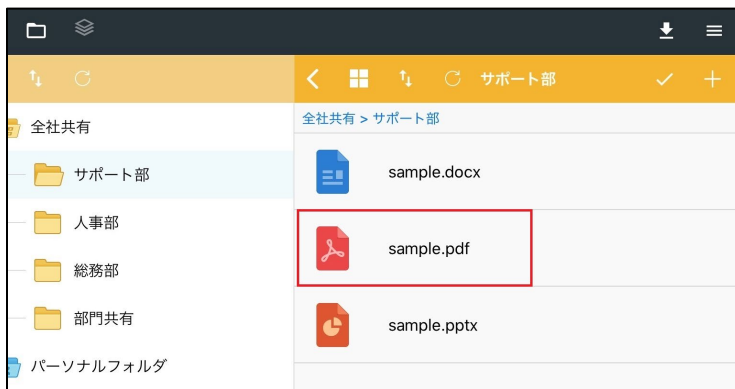 サポート部
全社共有
サポート部
人事部
総務部
部門共有
パーソナルフォルダ
全社共有 > サポート部
sample.docx
sample.pdf
sample.pptx